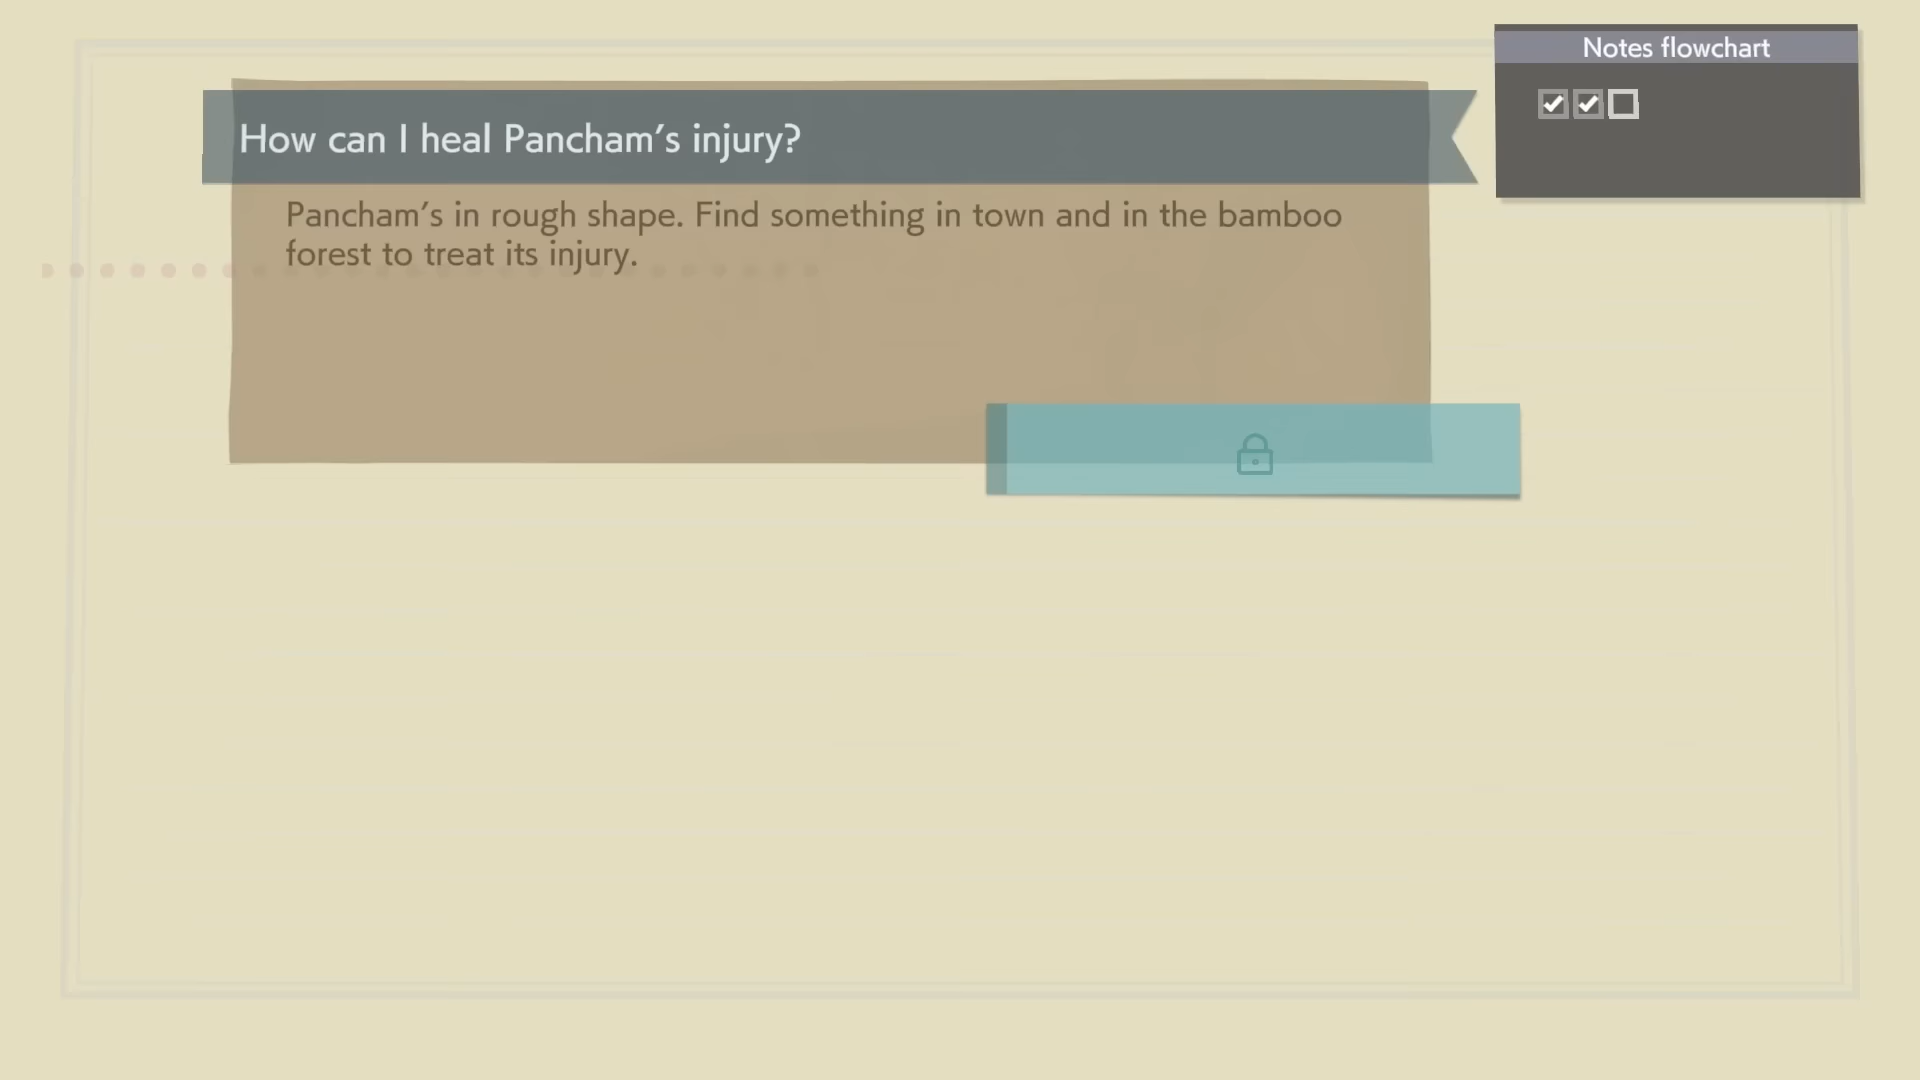 Notes flowchart
How can I heal Pancham's injury?
Pancham's in rough shape. Find something in town and in the bamboo
forest to treat its injury.